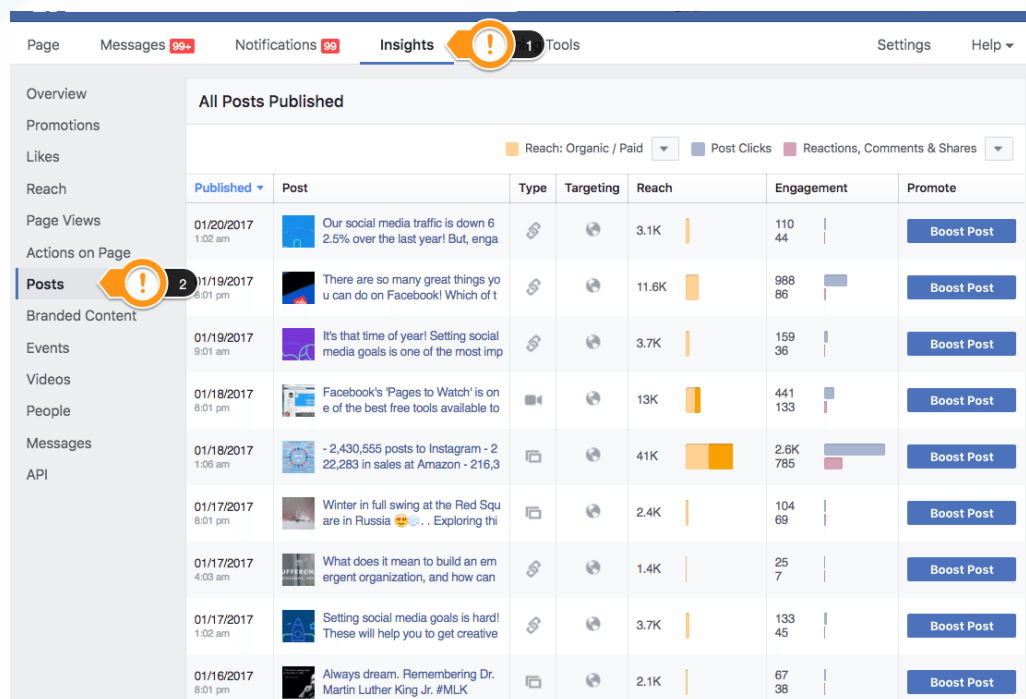 Page Messages 99+ Notifications 99 Insights 1 Tools Settings Help
Overview
Promotions
Likes
Reach
Page Views
Actions on Page
Posts 2
Branded Content
Events
Videos
People
Messages
API
All Posts Published
Reach: Organic / Paid Post Clicks Reactions, Comments & Shares
Published Post Type Targeting Reach Engagement Promote
01/20/2017
1:02 am
Our social media traffic is down 6
2.5% over the last year! But, enga
3.1K
110
44
Boost Post
01/19/2017
8:01 pm
There are so many great things yo
u can do on Facebook! Which of t
11.6K
988
86
Boost Post
01/19/2017
9:01 am
It's that time of year! Setting social
media goals is one of the most imp
3.7K
159
36
Boost Post
01/18/2017
8:01 pm
Facebook's 'Pages to Watch' is on
e of the best free tools available to
13K
441
133
Boost Post
01/18/2017
1:06 am
- 2,430,555 posts to Instagram - 2
22,283 in sales at Amazon - 216,3
41K
2.6K
785
Boost Post
01/17/2017
8:01 pm
Winter in full swing at the Red Squ
are in Russia 😍❄️. . Exploring thi
2.4K
104
69
Boost Post
01/17/2017
4:03 am
What does it mean to build an em
ergent organization, and how can
1.4K
25
7
Boost Post
01/17/2017
1:02 am
Setting social media goals is hard!
These will help you to get creative
3.7K
133
45
Boost Post
01/16/2017
8:01 pm
Always dream. Remembering Dr.
Martin Luther King Jr. #MLK
2.1K
67
38
Boost Post